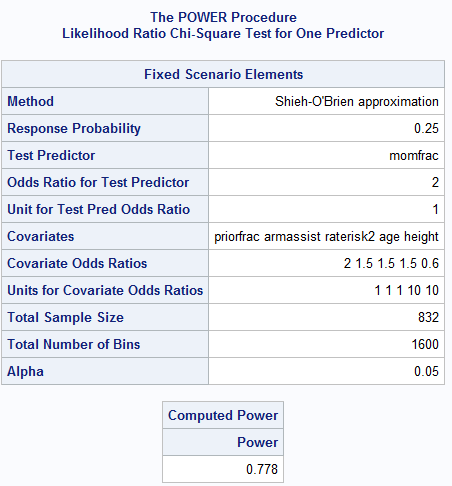 The POWER Procedure
Likelihood Ratio Chi-Square Test for One Predictor
Fixed Scenario Elements
Method Shieh-O'Brien approximation
Response Probability 0.25
Test Predictor momfrac
Odds Ratio for Test Predictor 2
Unit for Test Pred Odds Ratio 1
Covariates priorfrac armassist raterisk2 age height
Covariate Odds Ratios 2 1.5 1.5 1.5 0.6
Units for Covariate Odds Ratios 1 1 1 10 10
Total Sample Size 832
Total Number of Bins 1600
Alpha 0.05
Computed Power
Power
0.778